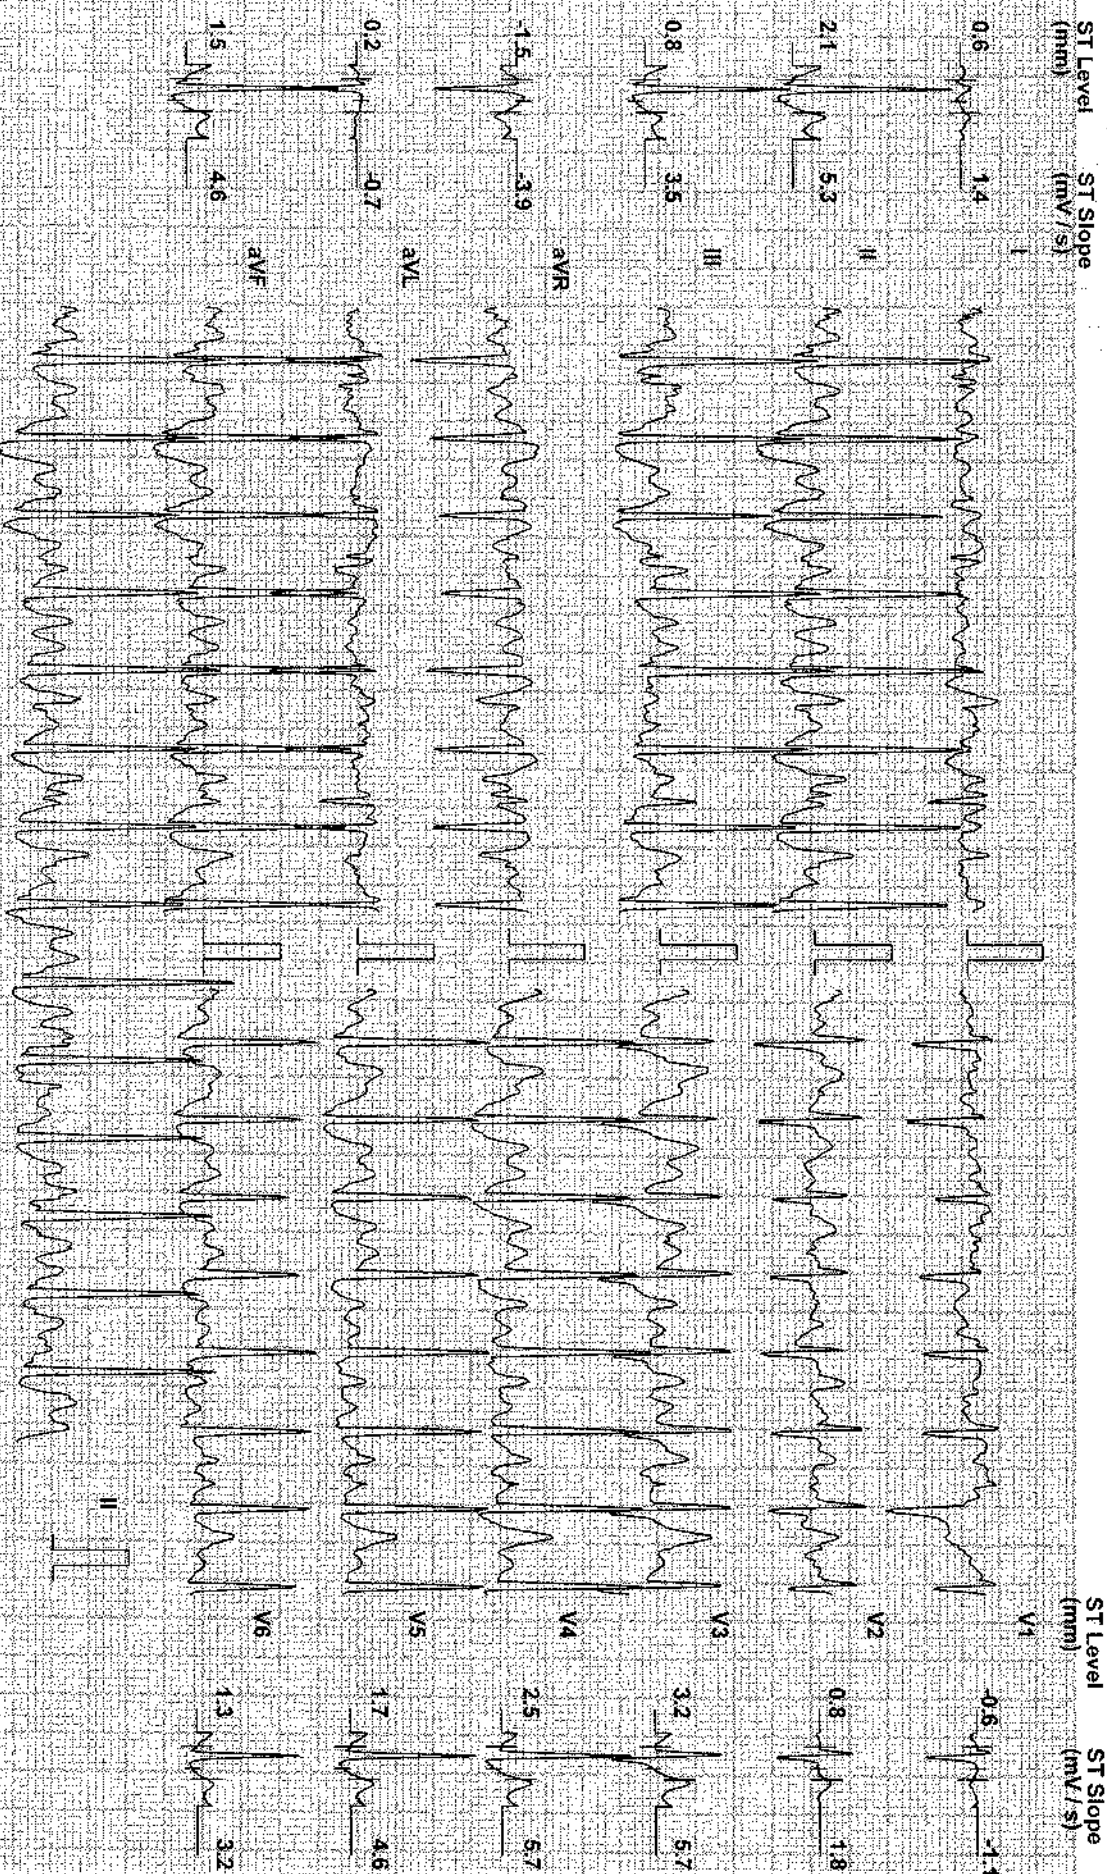 ST Level ST Slope
(mm) (mV / s)
0.6 1.4
I
2.1 5.3
II
0.8 3.5
III
-1.5 -3.9
aVR
0.2 -0.7
aVL
1.5 4.6
aVF
ST Level ST Slope
(mm) (mV / s)
V1
-0.6 -1.1
V2
0.8 1.8
V3
3.2 5.7
V4
2.5 5.7
V5
1.7 4.6
V6
1.3 3.2
II